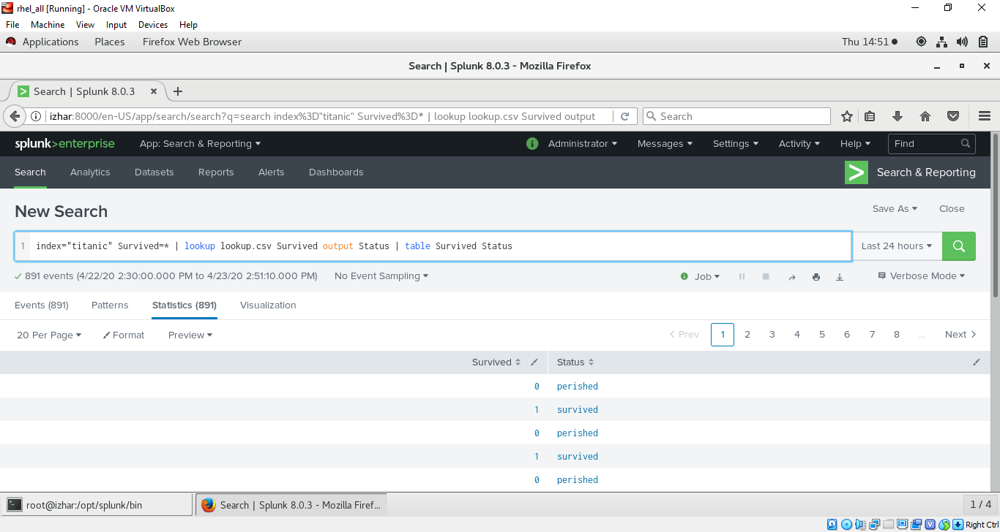 rhel_all [Running] - Oracle VM VirtualBox
File Machine View Input Devices Help
Applications Places Firefox Web Browser Thu 14:51
Search | Splunk 8.0.3 - Mozilla Firefox
Search | Splunk 8.0.3
izhar:8000/en-US/app/search/search?q=search index%3D"titanic" Survived%3D* | lookup lookup.csv Survived output Search
splunk>enterprise App: Search & Reporting Administrator Messages Settings Activity Help Find
Search Analytics Datasets Reports Alerts Dashboards Search & Reporting
New Search Save As Close
1 index="titanic" Survived=* | lookup lookup.csv Survived output Status | table Survived Status Last 24 hours
891 events (4/22/20 2:30:00.000 PM to 4/23/20 2:51:10.000 PM) No Event Sampling Job Verbose Mode
Events (891) Patterns Statistics (891) Visualization
20 Per Page Format Preview < Prev 1 2 3 4 5 6 7 8 ... Next >
Survived Status
0 perished
1 survived
0 perished
1 survived
0 perished
root@izhar:/opt/splunk/bin Search | Splunk 8.0.3 - Mozilla Firef... 1 / 4
Right Ctrl